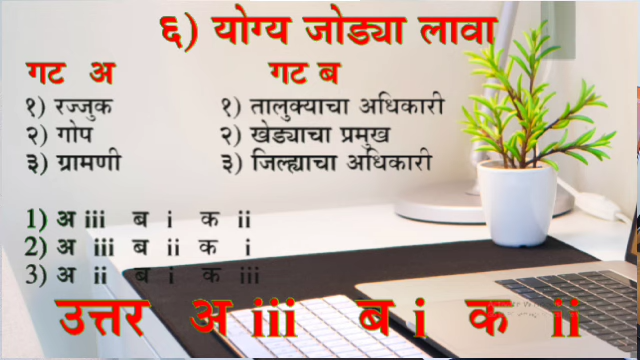 ६) योग्य जोड्या लावा
गट अ गट ब
१) रज्जुक १) तालुक्याचा अधिकारी
२) गोप २) खेड्याचा प्रमुख
३) ग्रामणी ३) जिल्ह्याचा अधिकारी
1) अ iii ब i क ii
2) अ iii ब ii क i
3) अ ii ब i क iii
उत्तर अ iii ब i क ii